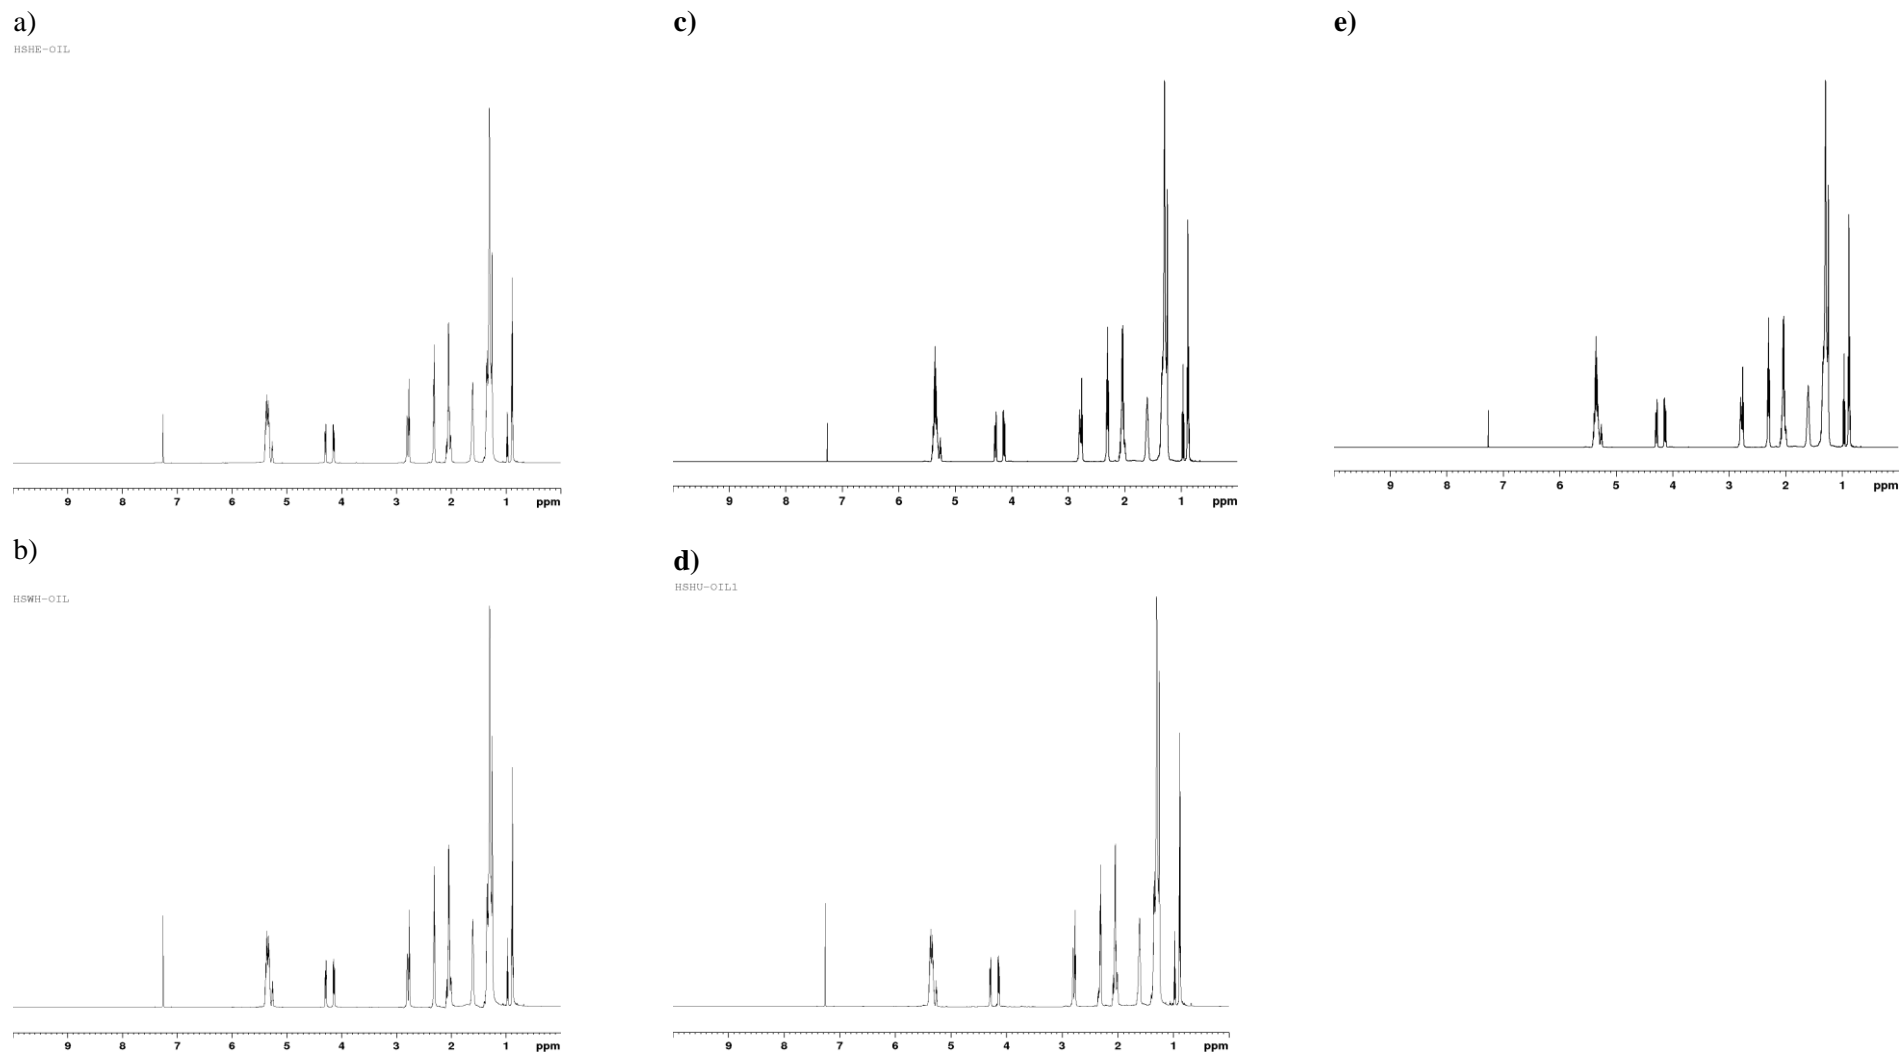 a)
HSHE-OIL
9 8 7 6 5 4 3 2 1 ppm
b)
HSWH-OIL
9 8 7 6 5 4 3 2 1 ppm
c)
9 8 7 6 5 4 3 2 1 ppm
d)
HSHU-OIL1
9 8 7 6 5 4 3 2 1 ppm
e)
9 8 7 6 5 4 3 2 1 ppm